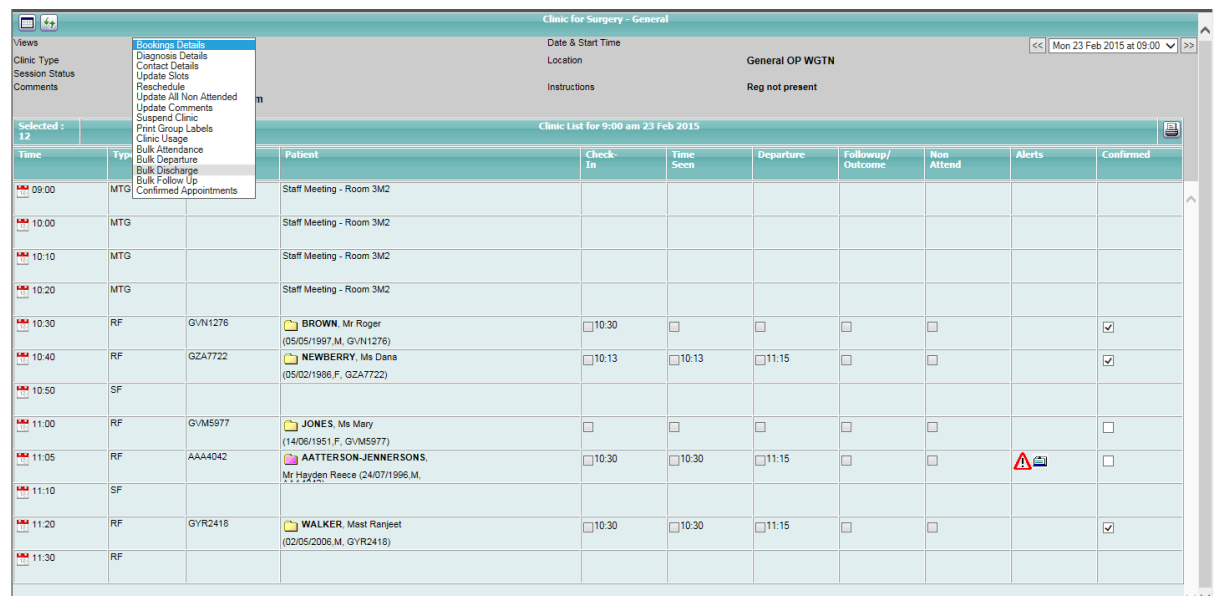 Clinic for Surgery - General
Views
Bookings Details
Diagnosis Details
Contact Details
Update Slots
Reschedule
Update All Non Attended
Update Comments
Suspend Clinic
Print Group Labels
Clinic Usage
Bulk Attendance
Bulk Departure
Bulk Discharge
Bulk Follow Up
Confirmed Appointments
Date & Start Time
<< Mon 23 Feb 2015 at 09:00 >>
Clinic Type
Location General OP WGTN
Session Status
Comments
m
Instructions Reg not present
Selected : 12
Clinic List for 9:00 am 23 Feb 2015
Time Patient Check-In Time Seen Departure Followup/Outcome Non Attend Alerts Confirmed
09:00 MTG Staff Meeting - Room 3M2
10:00 MTG Staff Meeting - Room 3M2
10:10 MTG Staff Meeting - Room 3M2
10:20 MTG Staff Meeting - Room 3M2
10:30 RF GVN1276 BROWN, Mr Roger 10:30
(05/05/1997,M, GVN1276)
10:40 RF GZA7722 NEWBERRY, Ms Dana 10:13 10:13 11:15
(05/02/1986,F, GZA7722)
10:50 SF
11:00 RF GVM5977 JONES, Ms Mary
(14/06/1951,F, GVM5977)
11:05 RF AAA4042 AATTERSON-JENNERSONS, 10:30 10:30 11:15
Mr Hayden Reece (24/07/1996,M,
11:10 SF
11:20 RF GYR2418 WALKER, Mast Ranjeet 10:30 10:30 11:15
(02/05/2006,M, GYR2418)
11:30 RF